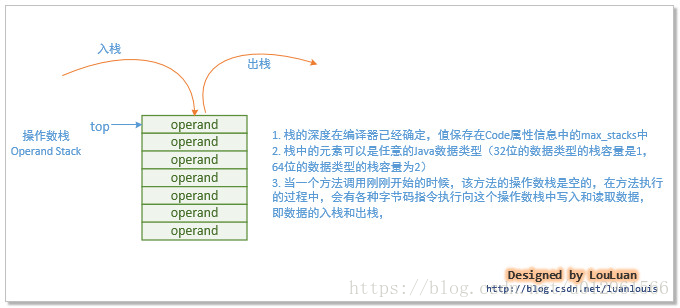 入栈
出栈
操作数栈
Operand Stack
top
operand
operand
operand
operand
operand
operand
operand
1. 栈的深度在编译器已经确定，值保存在Code属性信息中的max_stacks中
2. 栈中的元素可以是任意的Java数据类型（32位的数据类型的栈容量是1，
64位的数据类型的栈容量为2）
3. 当一个方法调用刚刚开始的时候，该方法的操作数栈是空的，在方法执行
的过程中，会有各种字节码指令执行向这个操作数栈中写入和读取数据，
即数据的入栈和出栈，
Designed by LouLuan
http://blog.csdn.net/luanlouis
https://blog.c